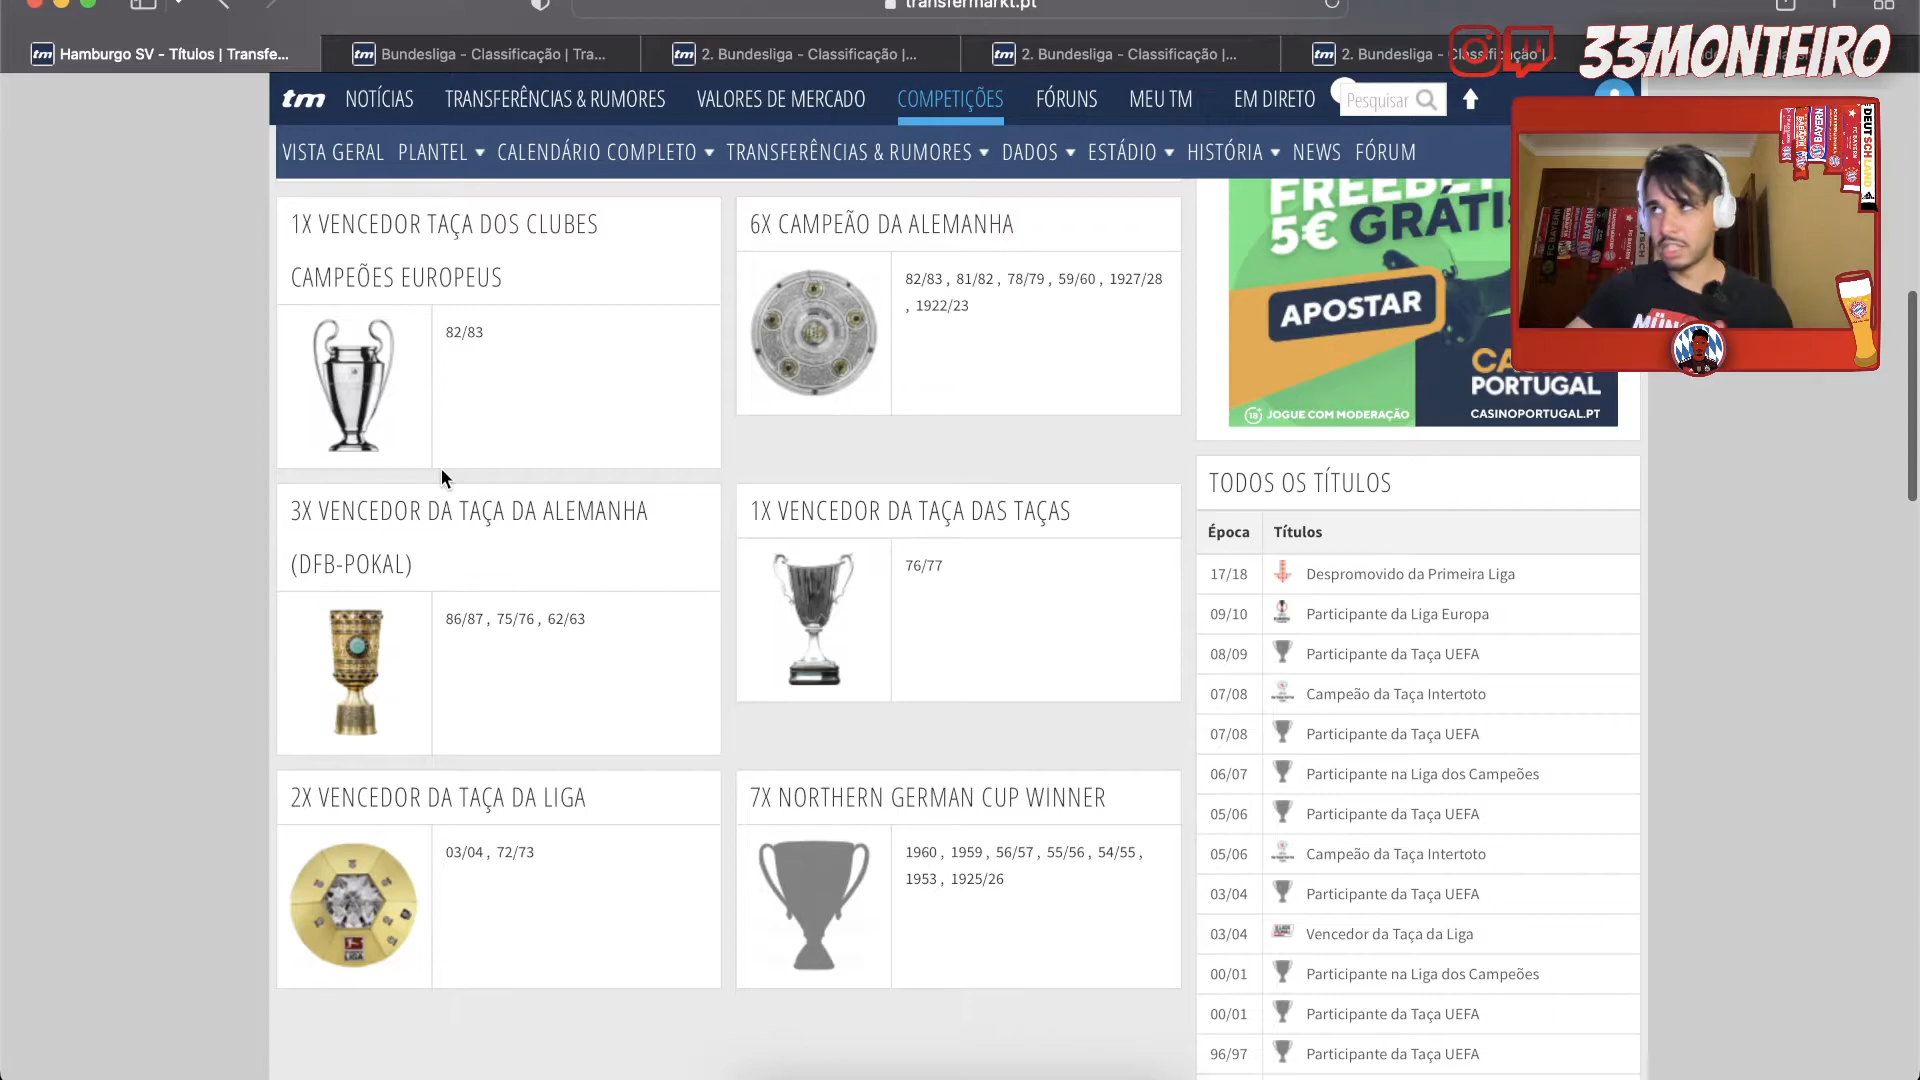 transfermarkt.pt
tm Hamburgo SV - Títulos | Transfe...
tm Bundesliga - Classificação | Tra...
tm 2. Bundesliga - Classificação |...
tm 2. Bundesliga - Classificação |...
tm 2. Bundesliga - Classificação |...
33MONTEIRO
tm NOTÍCIAS TRANSFERÊNCIAS & RUMORES VALORES DE MERCADO COMPETIÇÕES FÓRUNS MEU TM EM DIRETO Pesquisar
VISTA GERAL PLANTEL CALENDÁRIO COMPLETO TRANSFERÊNCIAS & RUMORES DADOS ESTÁDIO HISTÓRIA NEWS FÓRUM
1X VENCEDOR TAÇA DOS CLUBES
CAMPEÕES EUROPEUS
82/83
6X CAMPEÃO DA ALEMANHA
82/83 , 81/82 , 78/79 , 59/60 , 1927/28
, 1922/23
3X VENCEDOR DA TAÇA DA ALEMANHA
(DFB-POKAL)
86/87 , 75/76 , 62/63
1X VENCEDOR DA TAÇA DAS TAÇAS
76/77
2X VENCEDOR DA TAÇA DA LIGA
03/04 , 72/73
7X NORTHERN GERMAN CUP WINNER
1960 , 1959 , 56/57 , 55/56 , 54/55 ,
1953 , 1925/26
FREEBET
5€ GRÁTIS
APOSTAR
PORTUGAL
18+ JOGUE COM MODERAÇÃO
CASINOPORTUGAL.PT
BAYERN
DEUTSCHLAND
TODOS OS TÍTULOS
Época Títulos
17/18 Despromovido da Primeira Liga
09/10 Participante da Liga Europa
08/09 Participante da Taça UEFA
07/08 Campeão da Taça Intertoto
07/08 Participante da Taça UEFA
06/07 Participante na Liga dos Campeões
05/06 Participante da Taça UEFA
05/06 Campeão da Taça Intertoto
03/04 Participante da Taça UEFA
03/04 Vencedor da Taça da Liga
00/01 Participante na Liga dos Campeões
00/01 Participante da Taça UEFA
96/97 Participante da Taça UEFA